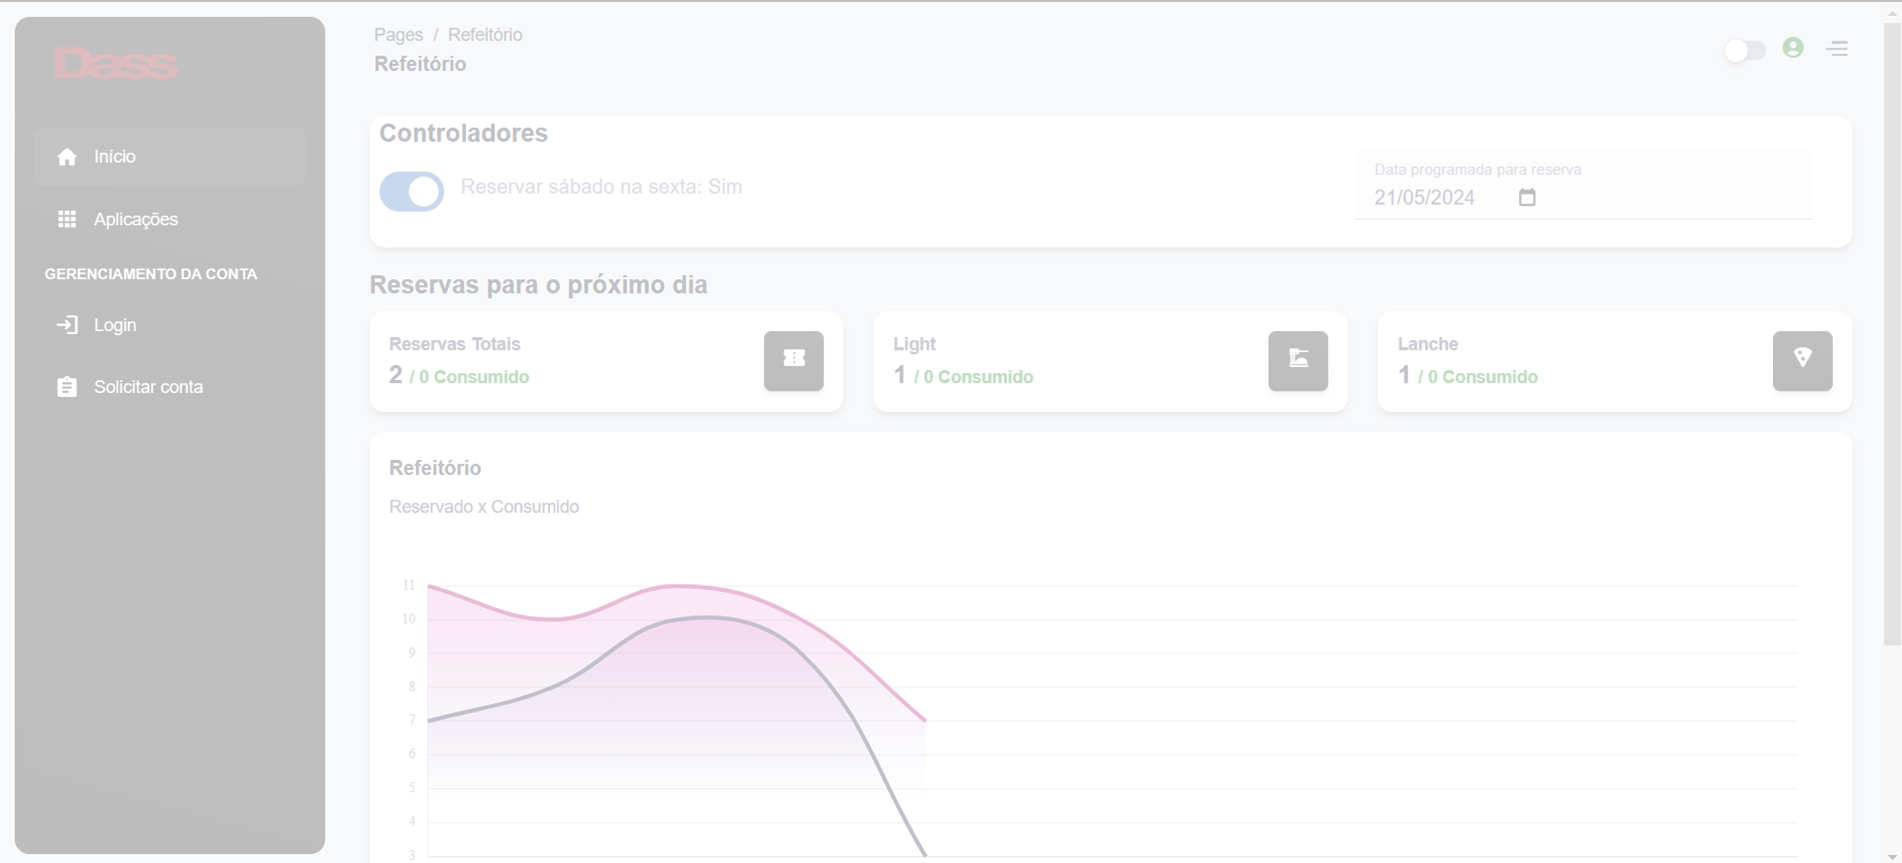 Dass
Pages / Refeitório
Refeitório
Início
Aplicações
GERENCIAMENTO DA CONTA
Login
Solicitar conta
Controladores
Reservar sábado na sexta: Sim
Data programada para reserva
21/05/2024
Reservas para o próximo dia
Reservas Totais
2 / 0 Consumido
Light
1 / 0 Consumido
Lanche
1 / 0 Consumido
Refeitório
Reservado x Consumido
11
10
9
8
7
6
5
4
3